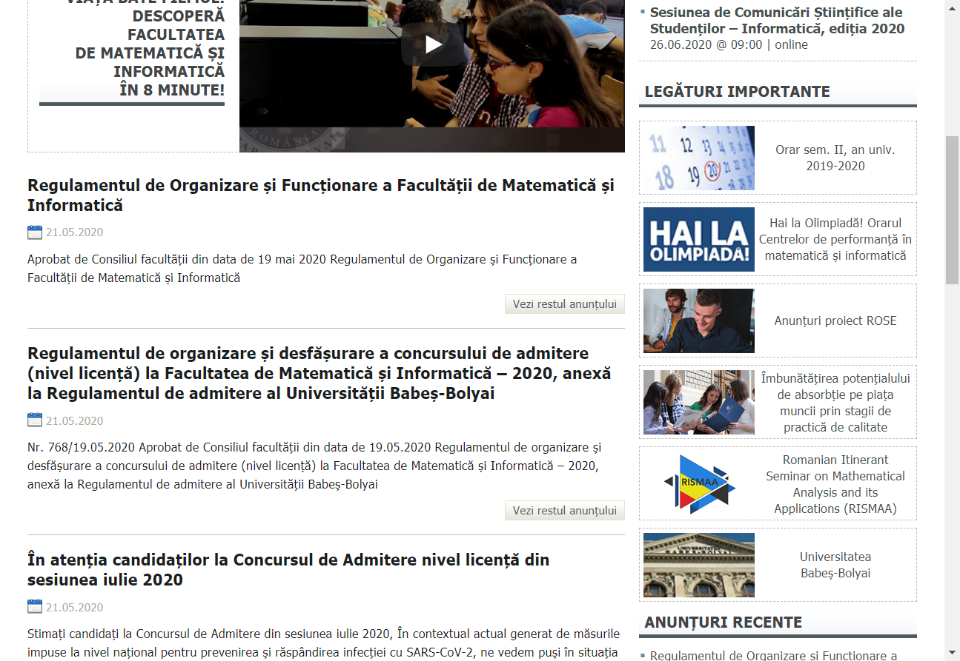 VIAȚA BATE FILMUL:
DESCOPERĂ
FACULTATEA
DE MATEMATICĂ ȘI
INFORMATICĂ
ÎN 8 MINUTE!
Regulamentul de Organizare și Funcționare a Facultății de Matematică și
Informatică
21.05.2020
Aprobat de Consiliul facultății din data de 19 mai 2020 Regulamentul de Organizare și Funcționare a
Facultății de Matematică și Informatică
Vezi restul anunțului
Regulamentul de organizare și desfășurare a concursului de admitere
(nivel licență) la Facultatea de Matematică și Informatică – 2020, anexă
la Regulamentul de admitere al Universității Babeș-Bolyai
21.05.2020
Nr. 768/19.05.2020 Aprobat de Consiliul facultății din data de 19.05.2020 Regulamentul de organizare și
desfășurare a concursului de admitere (nivel licență) la Facultatea de Matematică și Informatică – 2020,
anexă la Regulamentul de admitere al Universității Babeș-Bolyai
Vezi restul anunțului
În atenția candidaților la Concursul de Admitere nivel licență din
sesiunea iulie 2020
21.05.2020
Stimați candidați la Concursul de Admitere din sesiunea iulie 2020, În contextul actual generat de măsurile
impuse la nivel național pentru prevenirea și răspândirea infecției cu SARS-CoV-2, ne vedem puși în situația
Sesiunea de Comunicări Științifice ale
Studenților – Informatică, ediția 2020
26.06.2020 @ 09:00 | online
LEGĂTURI IMPORTANTE
11 12 13 14 15 16
18 19 20 21 22
Orar sem. II, an univ.
2019-2020
HAI LA
OLIMPIADĂ!
Hai la Olimpiadă! Orarul
Centrelor de performanță în
matematică și informatică
Anunțuri proiect ROSE
Îmbunătățirea potențialului
de absorbție pe piața
muncii prin stagii de
practică de calitate
RISMAA
Romanian Itinerant
Seminar on Mathematical
Analysis and its
Applications (RISMAA)
Universitatea
Babeș-Bolyai
ANUNȚURI RECENTE
Regulamentul de Organizare și Funcționare a